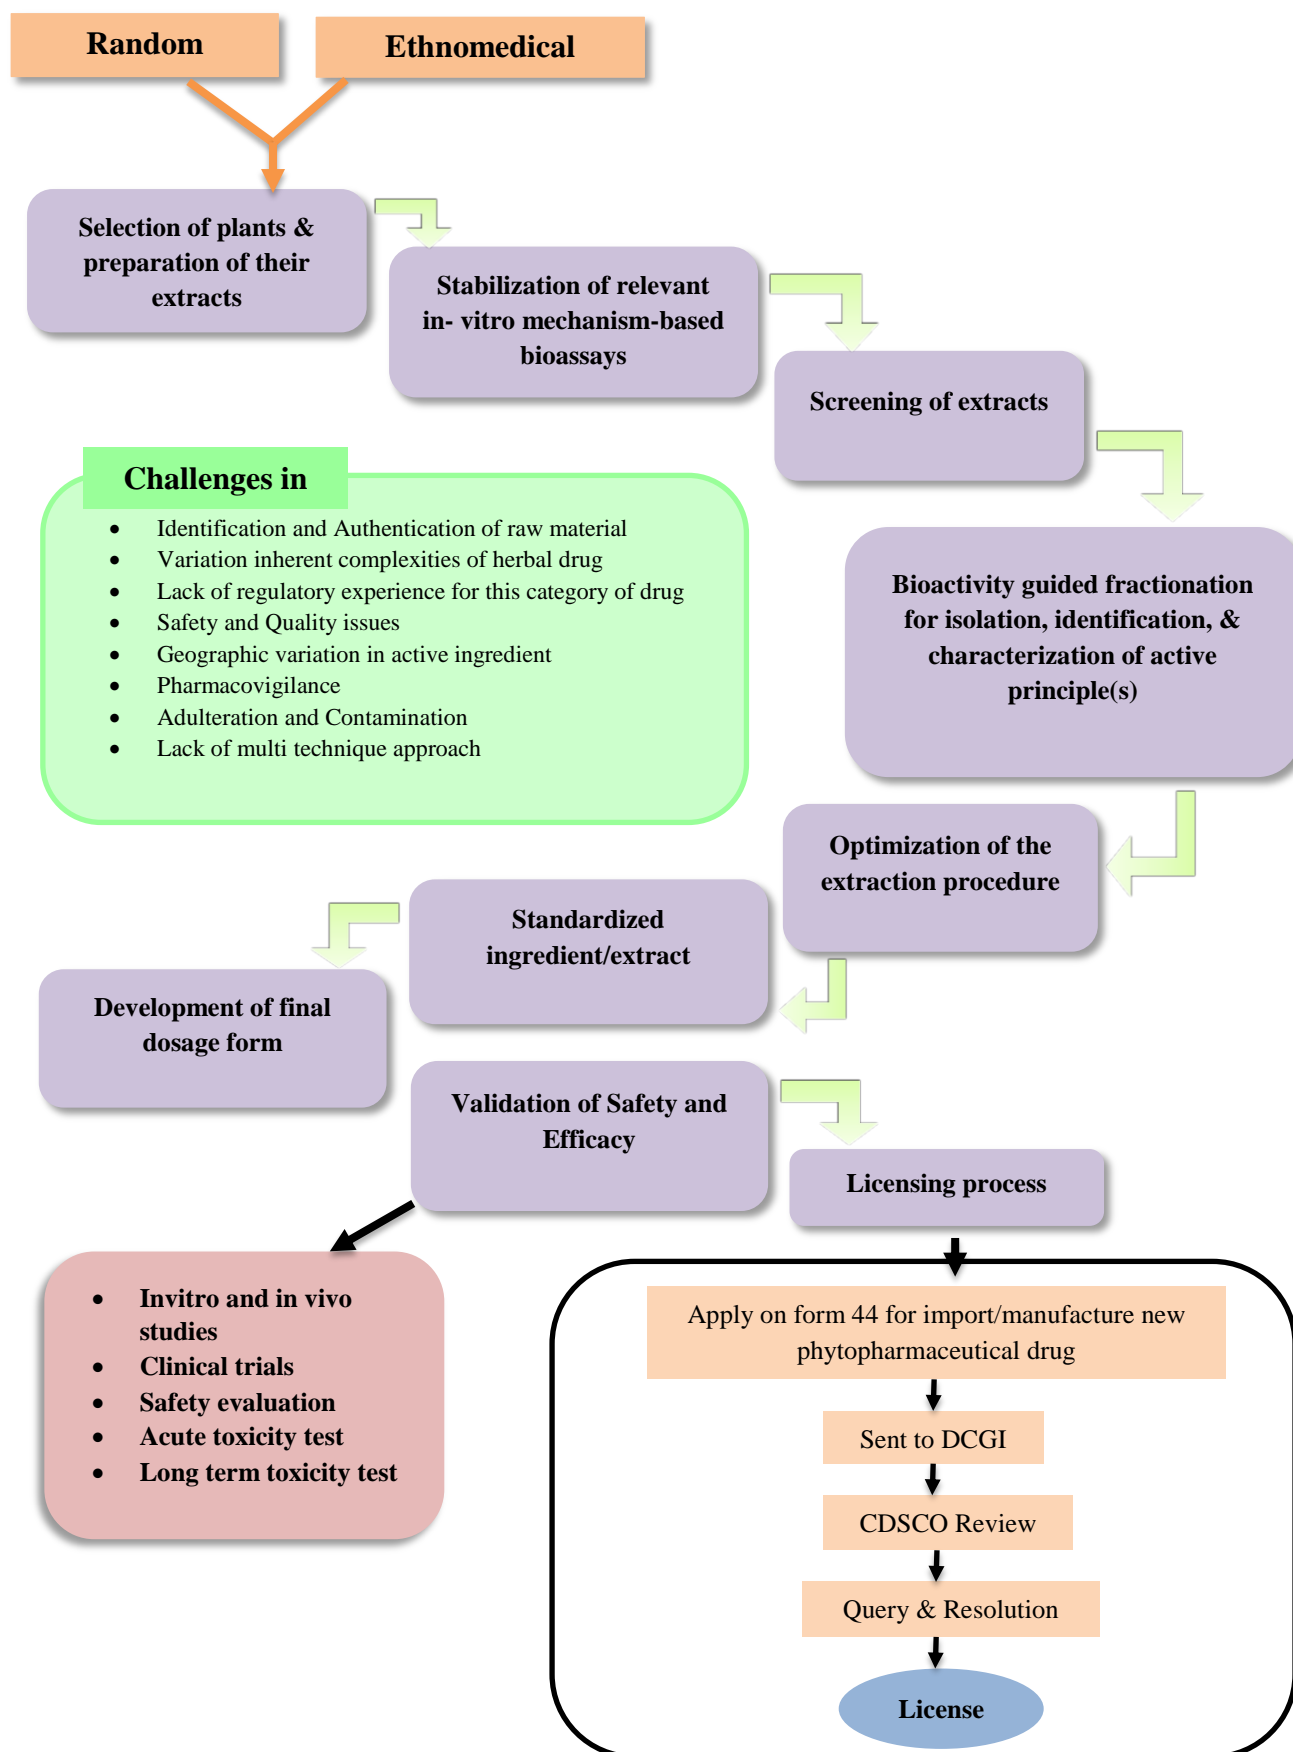 Random
Ethnomedical
Selection of plants &
preparation of their
extracts
Stabilization of relevant
in- vitro mechanism-based
bioassays
Screening of extracts
Challenges in
• Identification and Authentication of raw material
• Variation inherent complexities of herbal drug
• Lack of regulatory experience for this category of drug
• Safety and Quality issues
• Geographic variation in active ingredient
• Pharmacovigilance
• Adulteration and Contamination
• Lack of multi technique approach
Bioactivity guided fractionation
for isolation, identification, &
characterization of active
principle(s)
Optimization of the
extraction procedure
Standardized
ingredient/extract
Development of final
dosage form
Validation of Safety and
Efficacy
Licensing process
• Invitro and in vivo
studies
• Clinical trials
• Safety evaluation
• Acute toxicity test
• Long term toxicity test
Apply on form 44 for import/manufacture new
phytopharmaceutical drug
Sent to DCGI
CDSCO Review
Query & Resolution
License